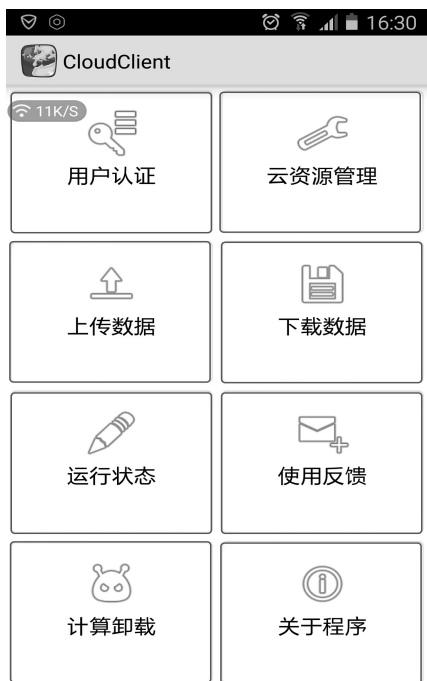 16:30
CloudClient
11K/S
用户认证
云资源管理
上传数据
下载数据
运行状态
使用反馈
计算卸载
关于程序